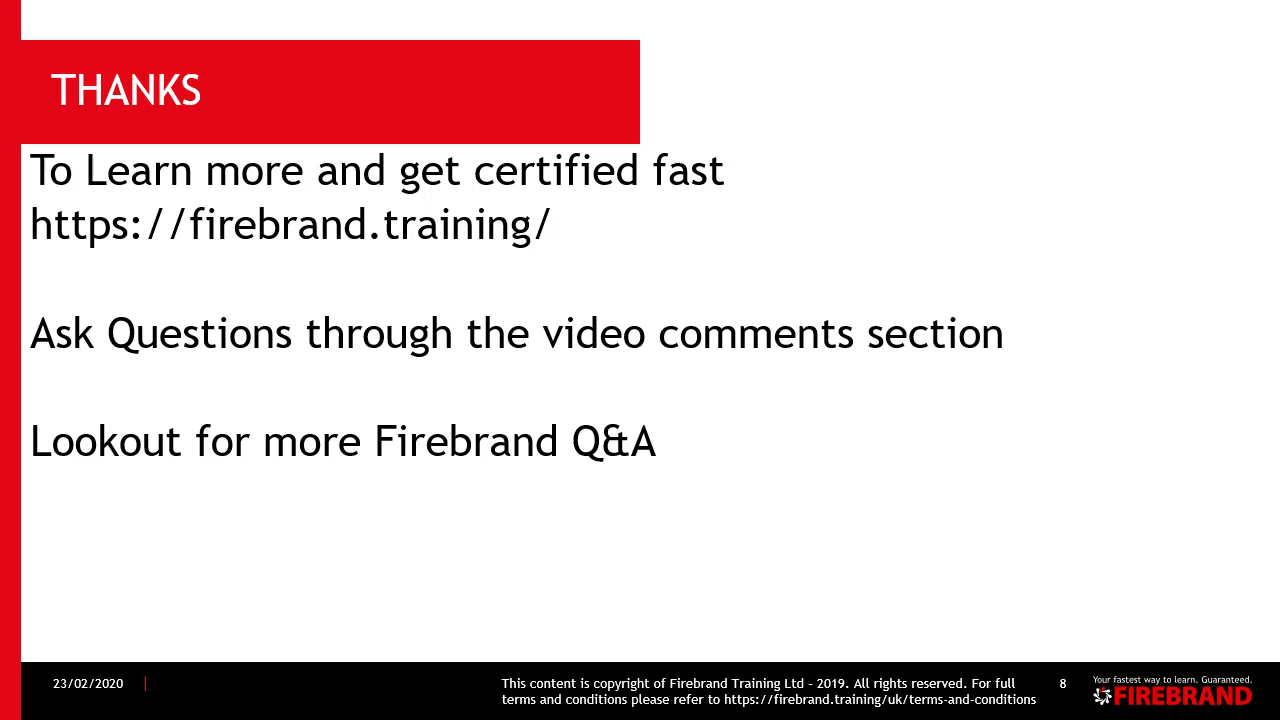 THANKS
To Learn more and get certified fast
https://firebrand.training/
Ask Questions through the video comments section
Lookout for more Firebrand Q&A
23/02/2020
This content is copyright of Firebrand Training Ltd – 2019. All rights reserved. For full
terms and conditions please refer to https://firebrand.training/uk/terms-and-conditions
8
Your fastest way to learn. Guaranteed.
FIREBRAND